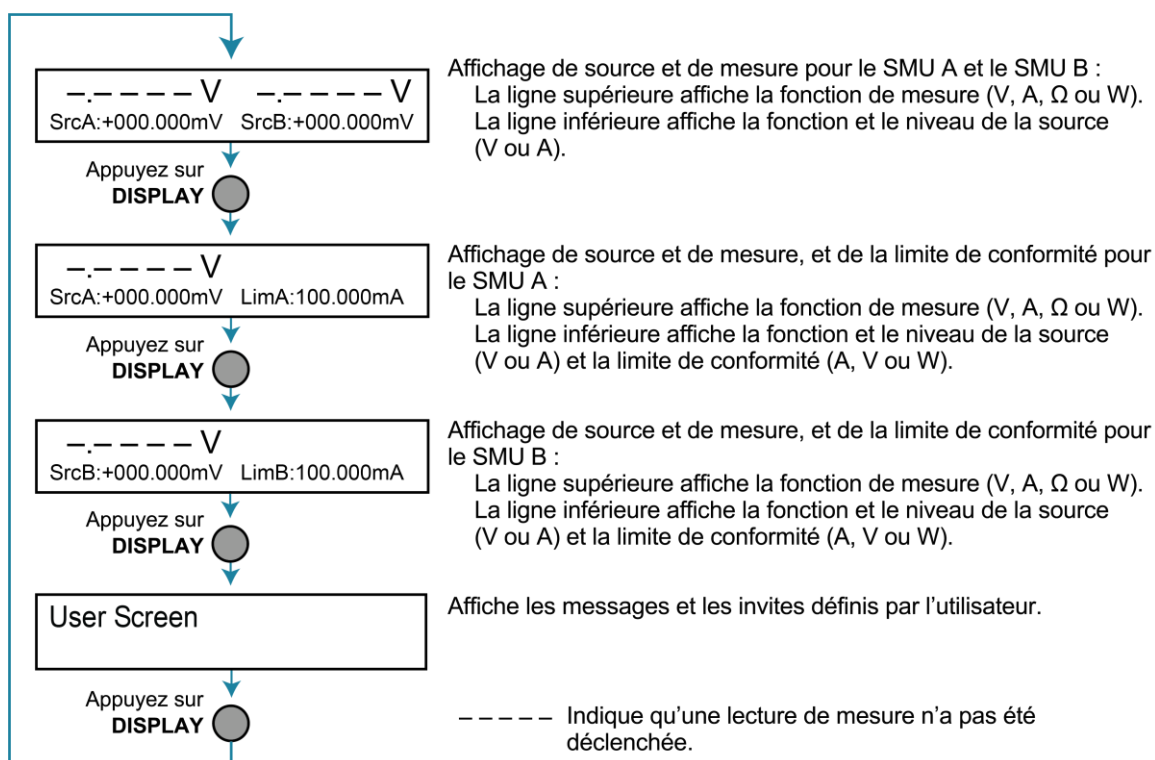 –.– – – – V –.– – – – V
SrcA:+000.000mV SrcB:+000.000mV
Affichage de source et de mesure pour le SMU A et le SMU B :
La ligne supérieure affiche la fonction de mesure (V, A, Ω ou W).
La ligne inférieure affiche la fonction et le niveau de la source
(V ou A).
Appuyez sur
DISPLAY
–.– – – – V
SrcA:+000.000mV LimA:100.000mA
Affichage de source et de mesure, et de la limite de conformité pour
le SMU A :
La ligne supérieure affiche la fonction de mesure (V, A, Ω ou W).
La ligne inférieure affiche la fonction et le niveau de la source
(V ou A) et la limite de conformité (A, V ou W).
Appuyez sur
DISPLAY
–.– – – – V
SrcB:+000.000mV LimB:100.000mA
Affichage de source et de mesure, et de la limite de conformité pour
le SMU B :
La ligne supérieure affiche la fonction de mesure (V, A, Ω ou W).
La ligne inférieure affiche la fonction et le niveau de la source
(V ou A) et la limite de conformité (A, V ou W).
Appuyez sur
DISPLAY
User Screen
Affiche les messages et les invites définis par l’utilisateur.
Appuyez sur
DISPLAY
– – – – – Indique qu’une lecture de mesure n’a pas été
déclenchée.